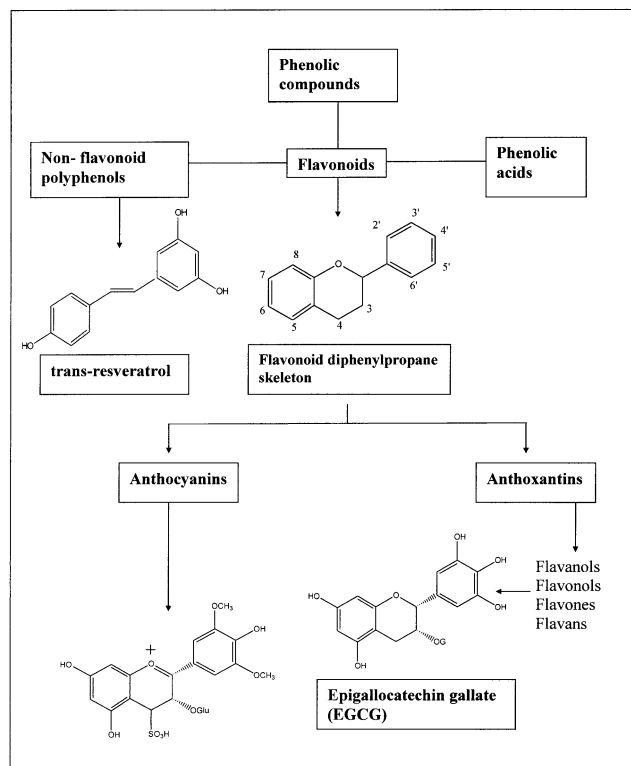 Phenolic
compounds
Non- flavonoid
polyphenols
Flavonoids
Phenolic
acids
OH
OH
HO
trans-resveratrol
2'
3'
4'
5'
6'
8
O
7
6
5
4
3
Flavonoid diphenylpropane
skeleton
Anthocyanins
Anthoxantins
Flavanols
Flavonols
Flavones
Flavans
OH
OH
OH
HO
O
OG
OH
Epigallocatechin gallate
(EGCG)
OCH3
OH
OCH3
+
O
HO
OGlu
OH
SO3H